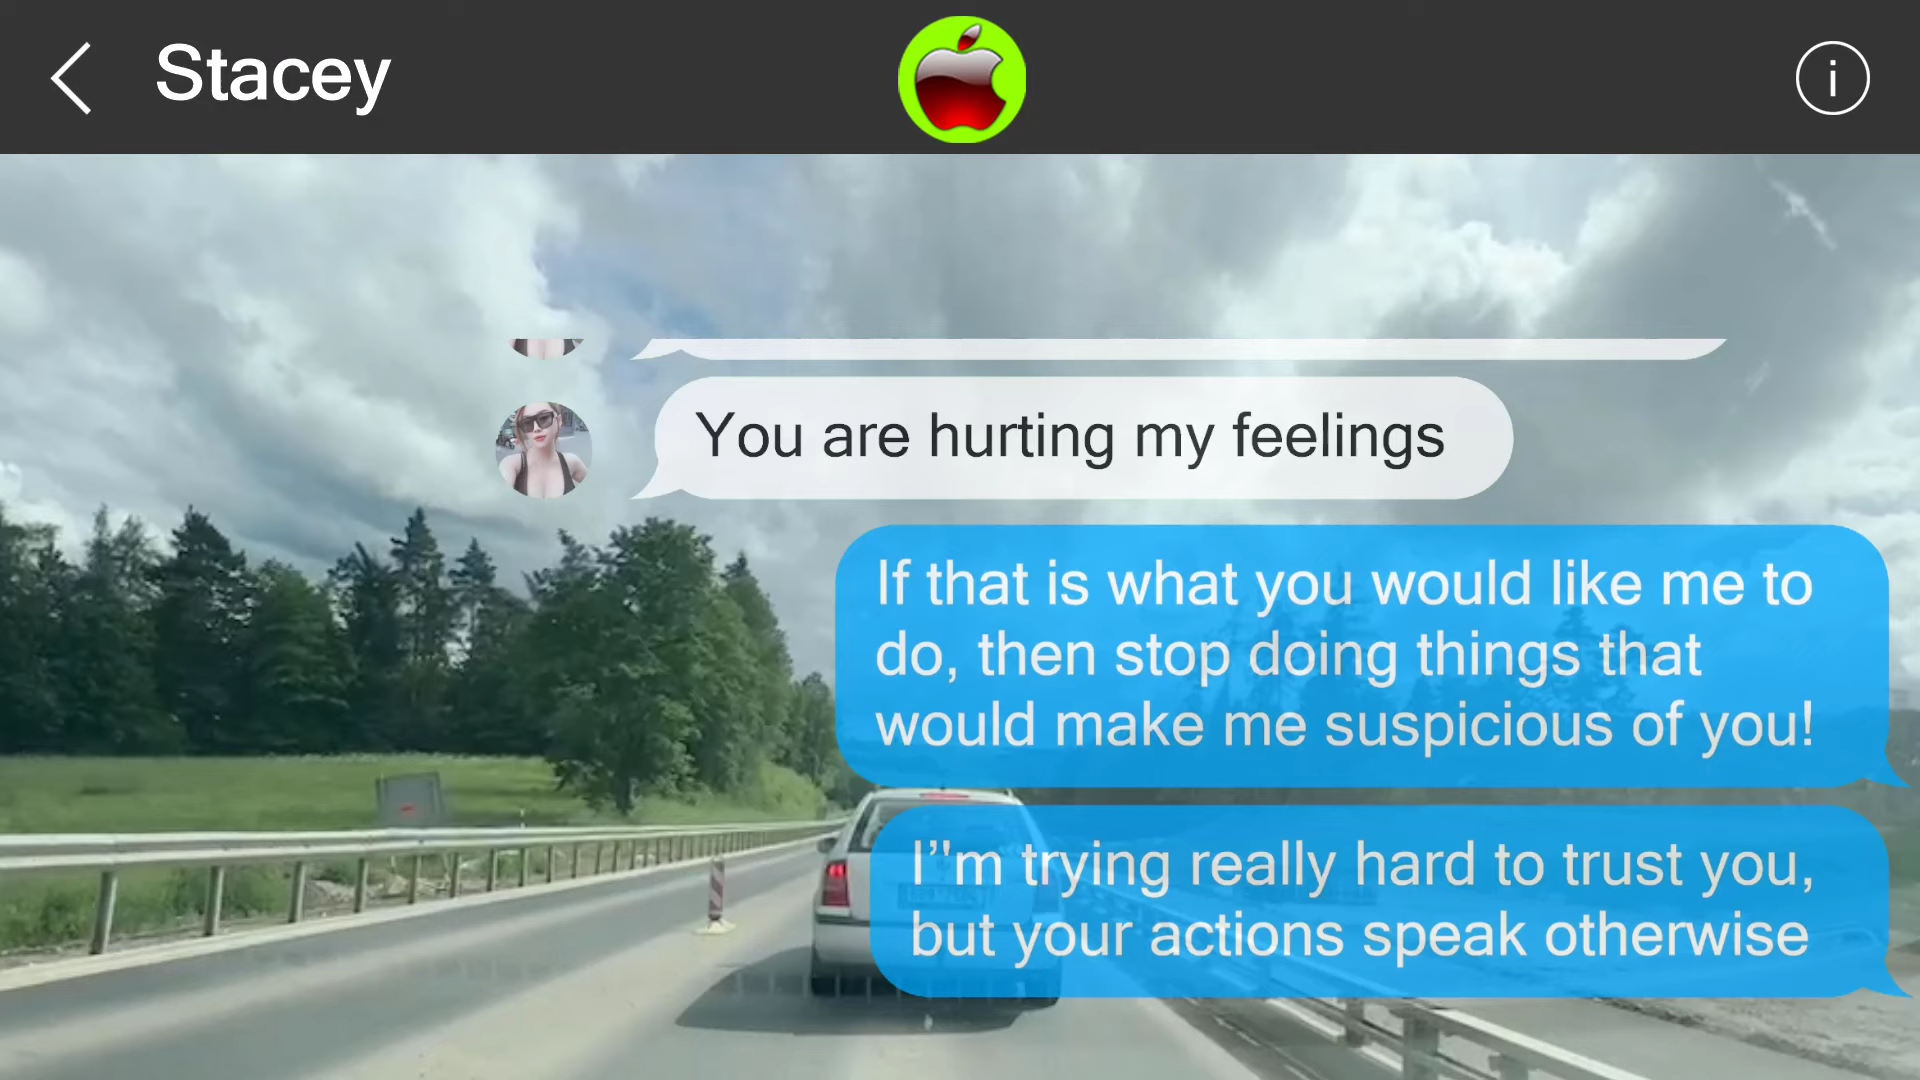 Stacey
i
You are hurting my feelings
If that is what you would like me to
do, then stop doing things that
would make me suspicious of you!
I”"m trying really hard to trust you,
but your actions speak otherwise